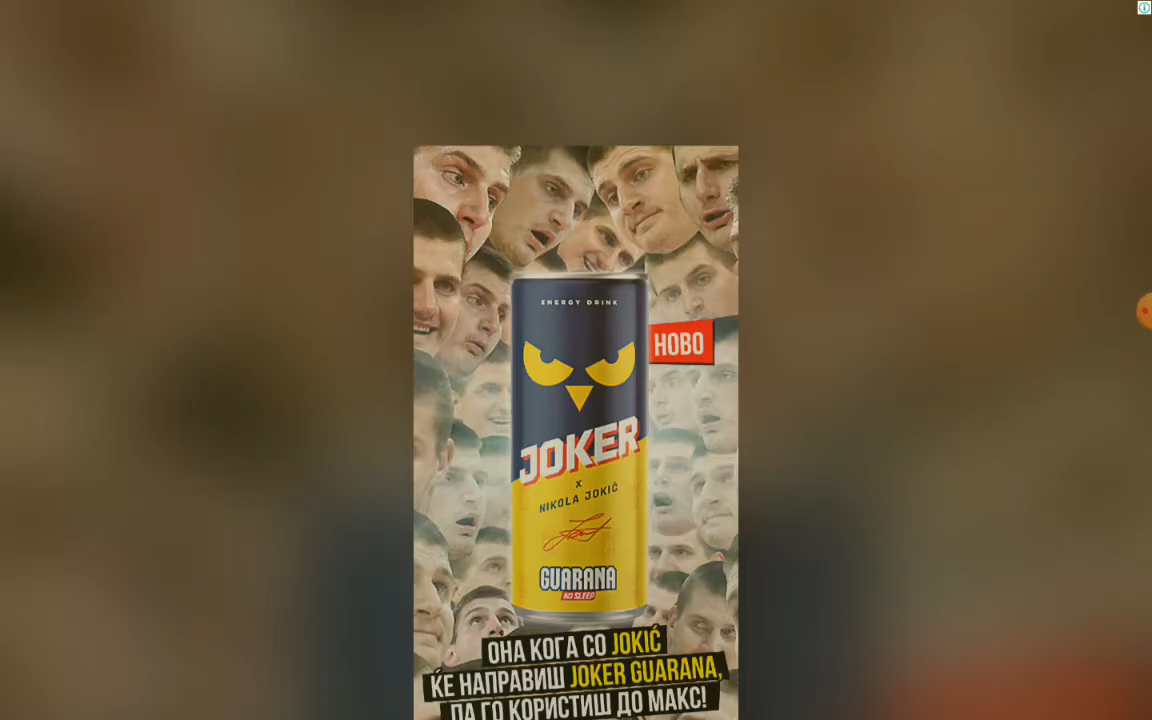 ENERGY DRINK
НОВО
JOKER
X
NIKOLA JOKIĆ
GUARANA
NO SLEEP
ОНА КОГА СО JOKIĆ
ЌЕ НАПРАВИШ JOKER GUARANA,
ПА ГО КОРИСТИШ ДО МАКС!